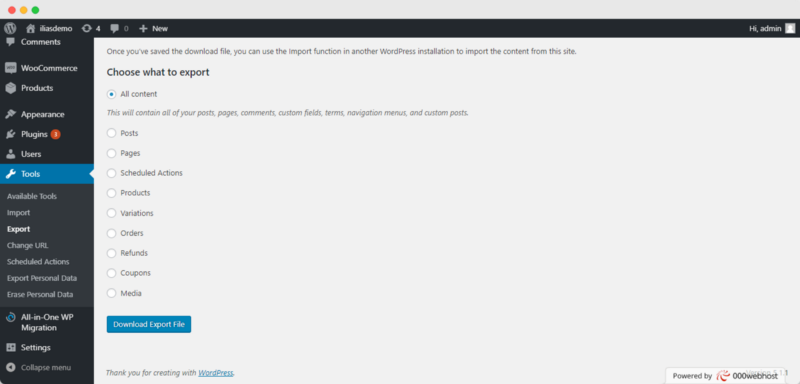 iliasdemo 4 0 + New Hi, admin
Comments
WooCommerce
Products
Appearance
Plugins 3
Users
Tools
Available Tools
Import
Export
Change URL
Scheduled Actions
Export Personal Data
Erase Personal Data
All-in-One WP
Migration
Settings
Collapse menu
Once you've saved the download file, you can use the Import function in another WordPress installation to import the content from this site.
Choose what to export
All content
This will contain all of your posts, pages, comments, custom fields, terms, navigation menus, and custom posts.
Posts
Pages
Scheduled Actions
Products
Variations
Orders
Refunds
Coupons
Media
Download Export File
Thank you for creating with WordPress.
Powered by 000webhost